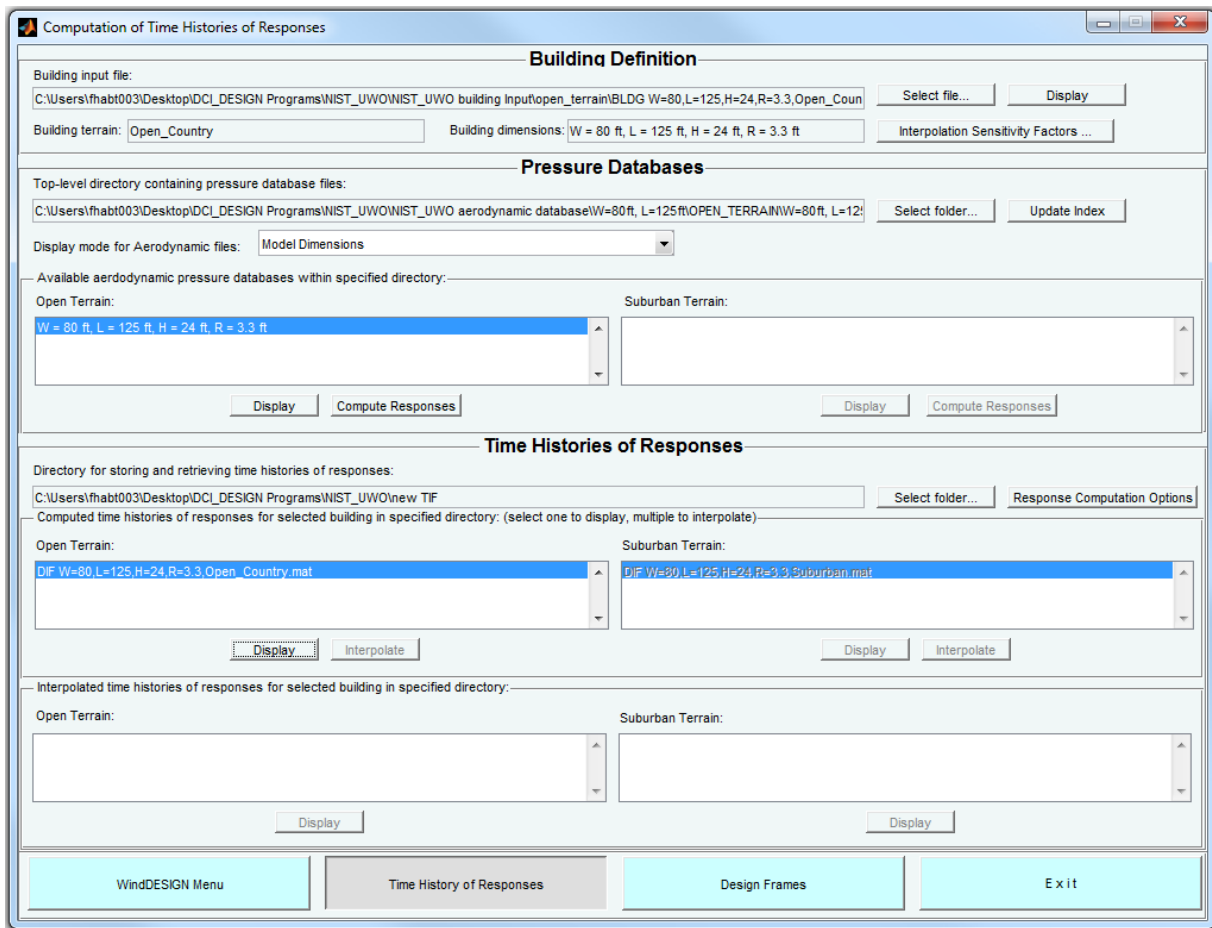 Computation of Time Histories of Responses
Building Definition
Building input file:
C:\Users\fhabt003\Desktop\DCI_DESIGN Programs\NIST_UWO\NIST_UWO building Input\open_terrain\BLDG W=80,L=125,H=24,R=3.3,Open_Coun
Select file...
Display
Building terrain:
Open_Country
Building dimensions:
W = 80 ft, L = 125 ft, H = 24 ft, R = 3.3 ft
Interpolation Sensitivity Factors ...
Pressure Databases
Top-level directory containing pressure database files:
C:\Users\fhabt003\Desktop\DCI_DESIGN Programs\NIST_UWO\NIST_UWO aerodynamic database\W=80ft, L=125ft\OPEN_TERRAIN\W=80ft, L=12
Select folder...
Update Index
Display mode for Aerodynamic files:
Model Dimensions
Available aerdodynamic pressure databases within specified directory:
Open Terrain:
Suburban Terrain:
W = 80 ft, L = 125 ft, H = 24 ft, R = 3.3 ft
Display
Compute Responses
Display
Compute Responses
Time Histories of Responses
Directory for storing and retrieving time histories of responses:
C:\Users\fhabt003\Desktop\DCI_DESIGN Programs\NIST_UWO\new TIF
Select folder...
Response Computation Options
Computed time histories of responses for selected building in specified directory: (select one to display, multiple to interpolate)
Open Terrain:
Suburban Terrain:
DIF W=80,L=125,H=24,R=3.3,Open_Country.mat
DIF W=80,L=125,H=24,R=3.3,Suburban.mat
Display
Interpolate
Display
Interpolate
Interpolated time histories of responses for selected building in specified directory:
Open Terrain:
Suburban Terrain:
Display
Display
WindDESIGN Menu
Time History of Responses
Design Frames
Exit